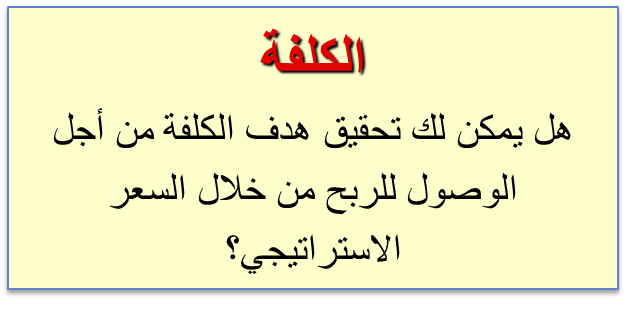 الكلفة
هل يمكن لك تحقيق هدف الكلفة من أجل
الوصول للربح من خلال السعر
الاستراتيجي؟